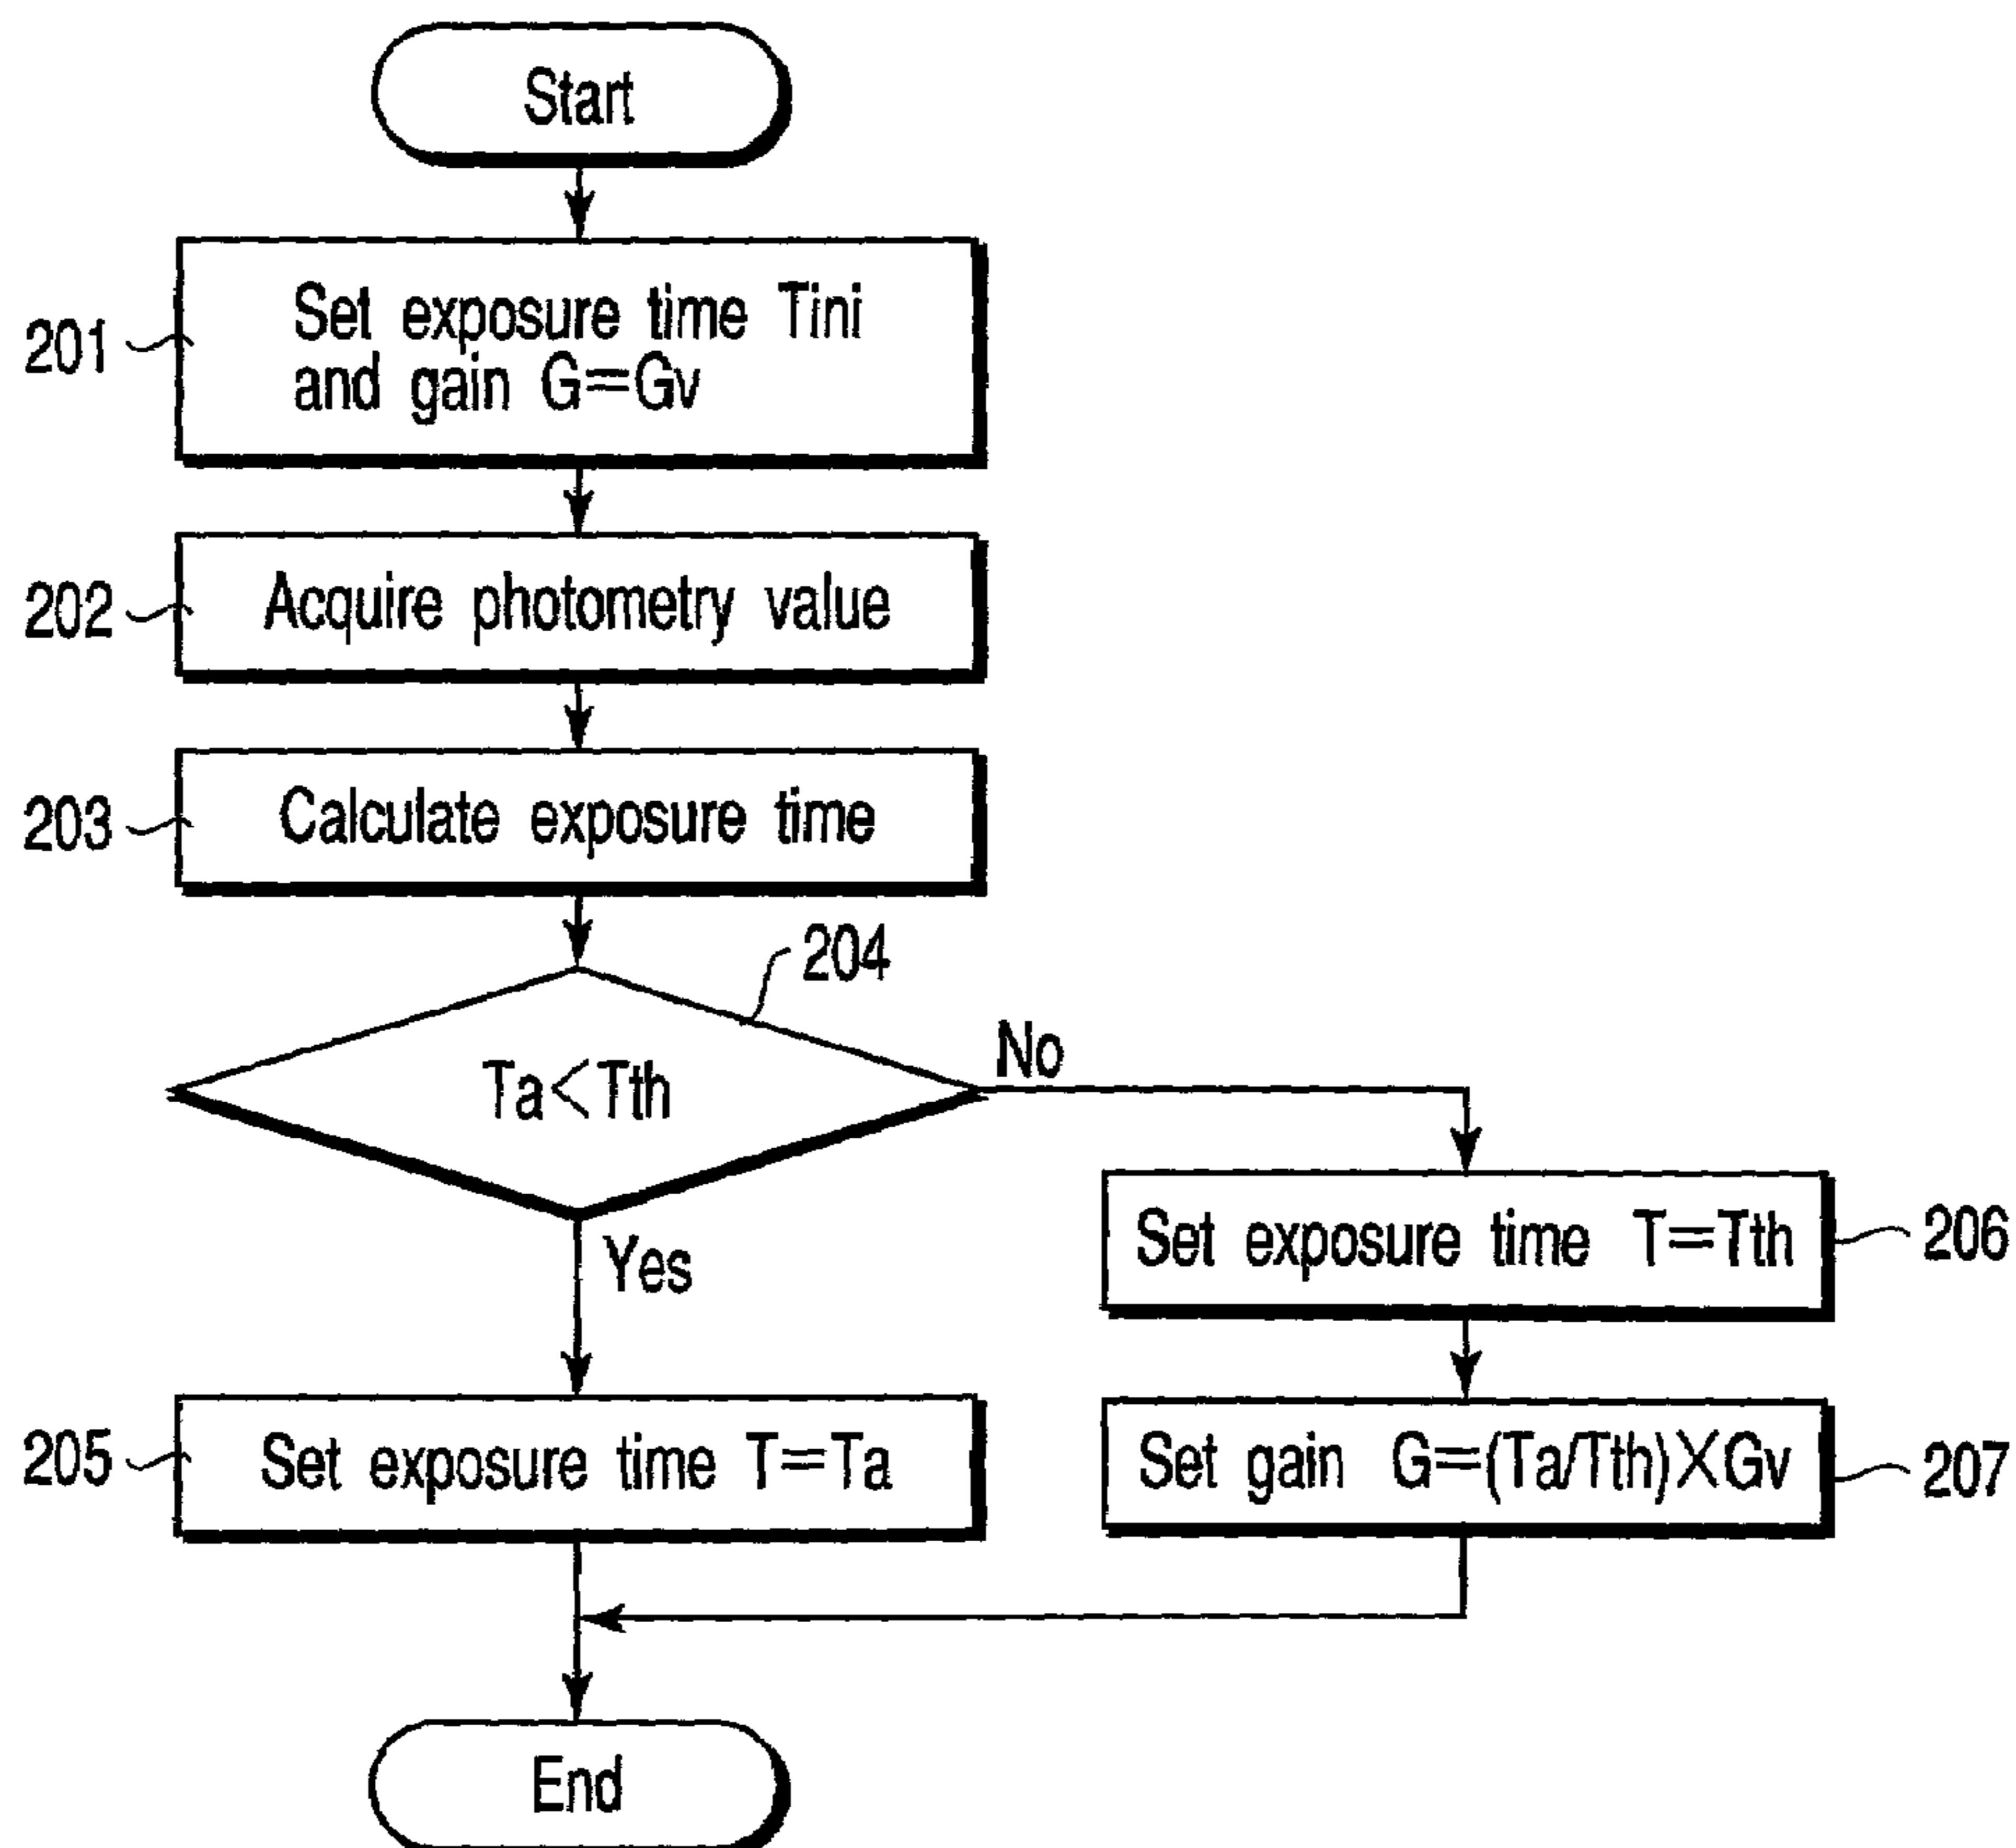 Start
201
Set exposure time Tini
and gain G=Gv
202
Acquire photometry value
203
Calculate exposure time
204
Ta<Tth
No
Yes
206
Set exposure time T=Tth
205
Set exposure time T=Ta
Set gain G=(Ta/Tth)×Gv
207
End